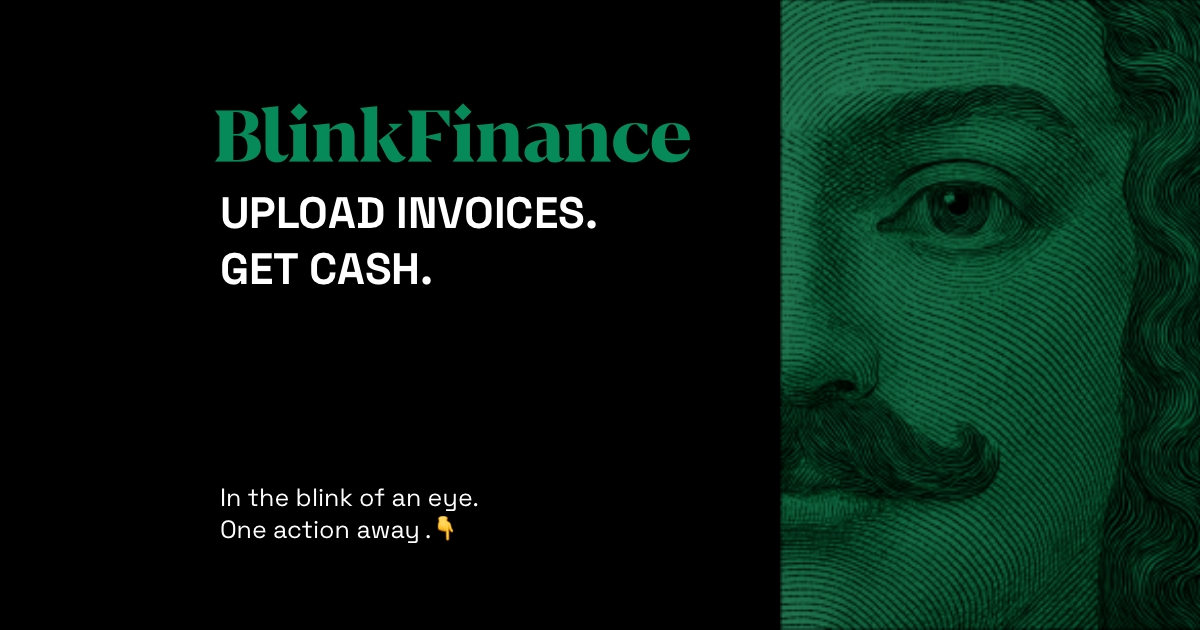 BlinkFinance
UPLOAD INVOICES.
GET CASH.
In the blink of an eye.
One action away .👇